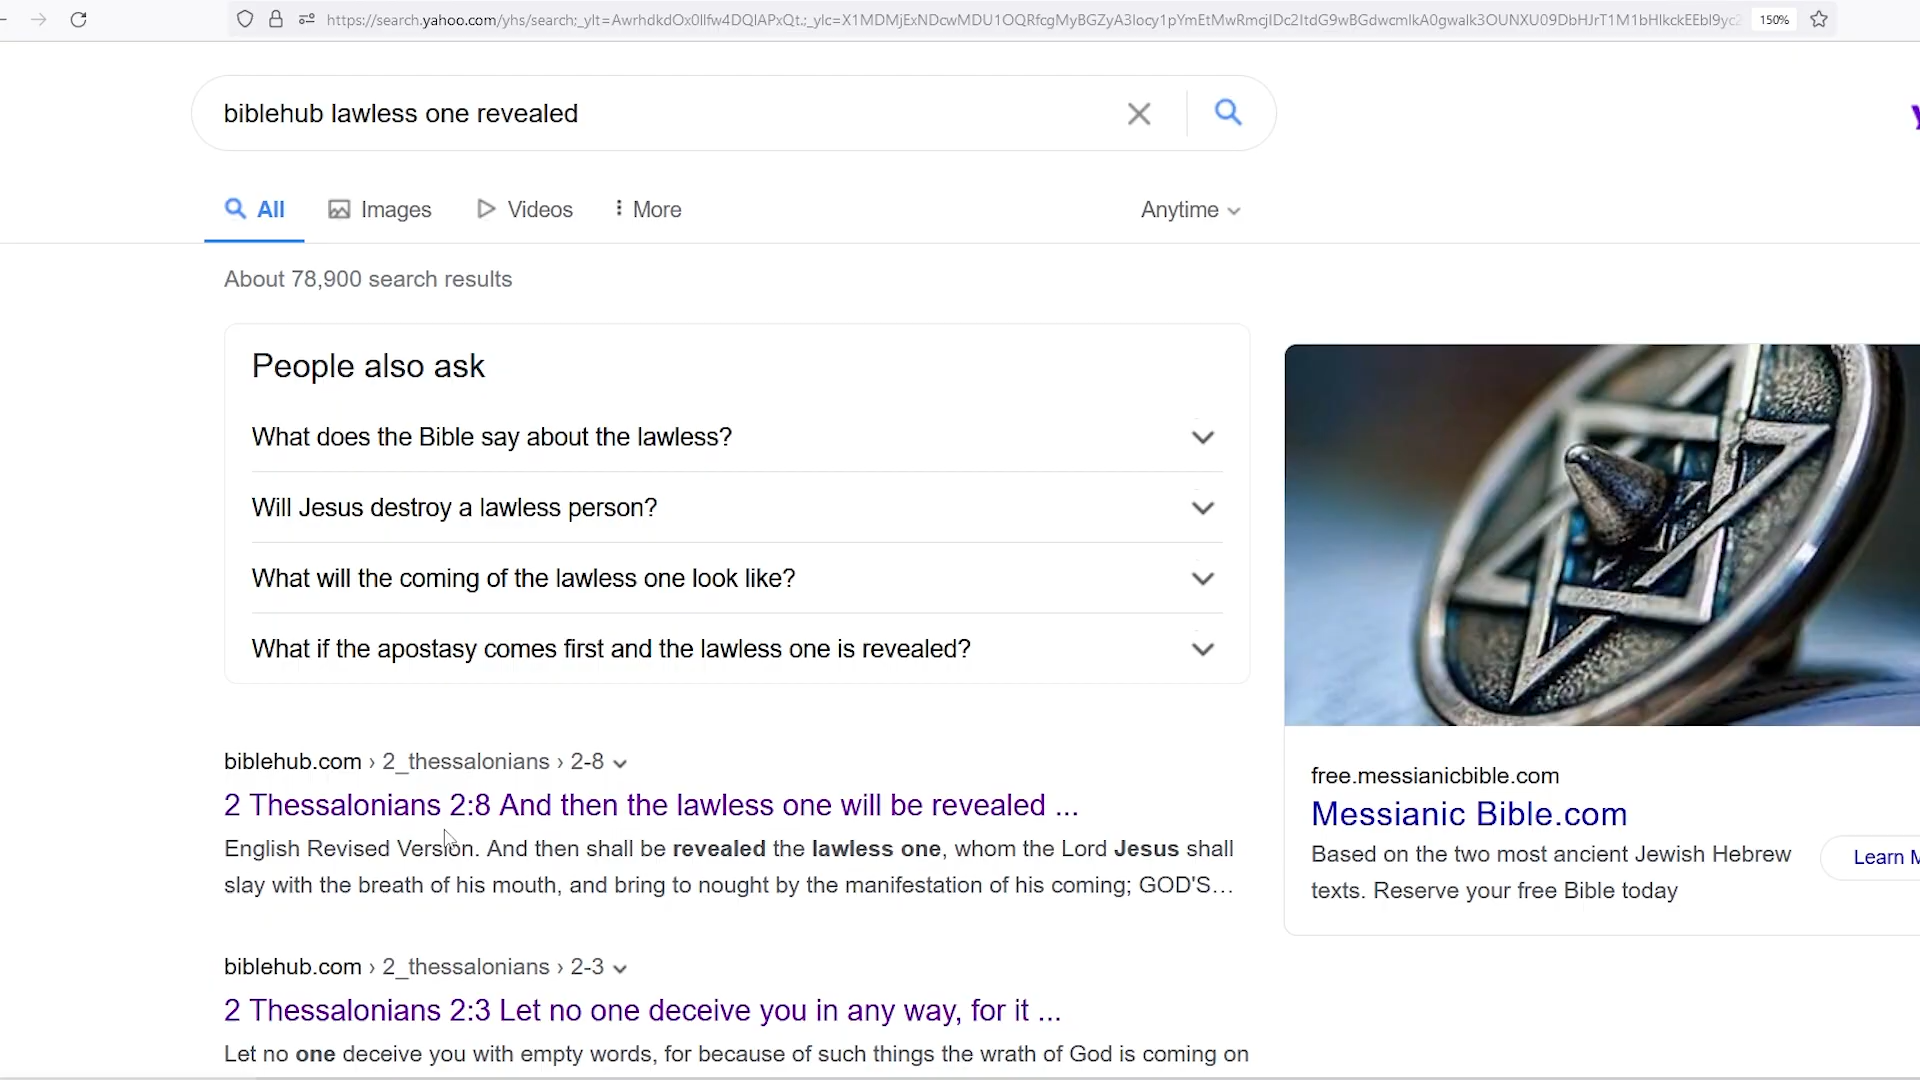 https://search.yahoo.com/yhs/search;_ylt=
150%
biblehub lawless one revealed
All
Images
Videos
More
Anytime
About 78,900 search results
People also ask
What does the Bible say about the lawless?
Will Jesus destroy a lawless person?
What will the coming of the lawless one look like?
What if the apostasy comes first and the lawless one is revealed?
biblehub.com › 2_thessalonians › 2-8
2 Thessalonians 2:8 And then the lawless one will be revealed ...
English Revised Version. And then shall be revealed the lawless one, whom the Lord Jesus shall
slay with the breath of his mouth, and bring to nought by the manifestation of his coming; GOD'S...
biblehub.com › 2_thessalonians › 2-3
2 Thessalonians 2:3 Let no one deceive you in any way, for it ...
Let no one deceive you with empty words, for because of such things the wrath of God is coming on
free.messianicbible.com
Messianic Bible.com
Based on the two most ancient Jewish Hebrew
texts. Reserve your free Bible today
Learn